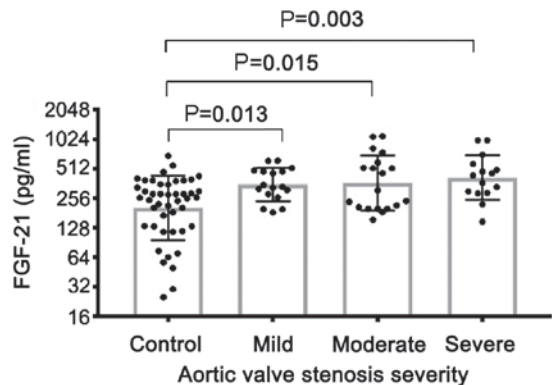 P=0.003
P=0.015
P=0.013
FGF-21 (pg/ml)
2048
1024
512
256
128
64
32
16
Control Mild Moderate Severe
Aortic valve stenosis severity